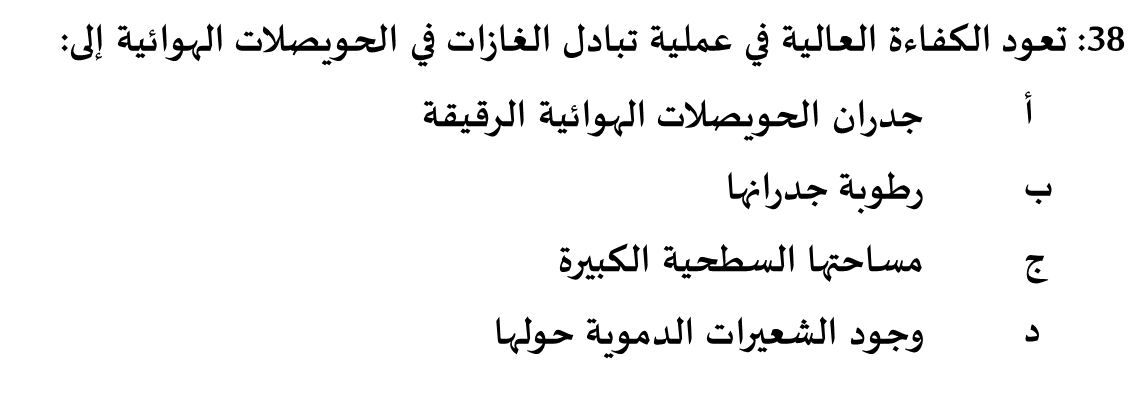 38: تعود الكفاءة العالية في عملية تبادل الغازات في الحويصلات الهوائية إلى:
أ جدران الحويصلات الهوائية الرقيقة
ب رطوبة جدرانها
ج مساحتها السطحية الكبيرة
د وجود الشعيرات الدموية حولها